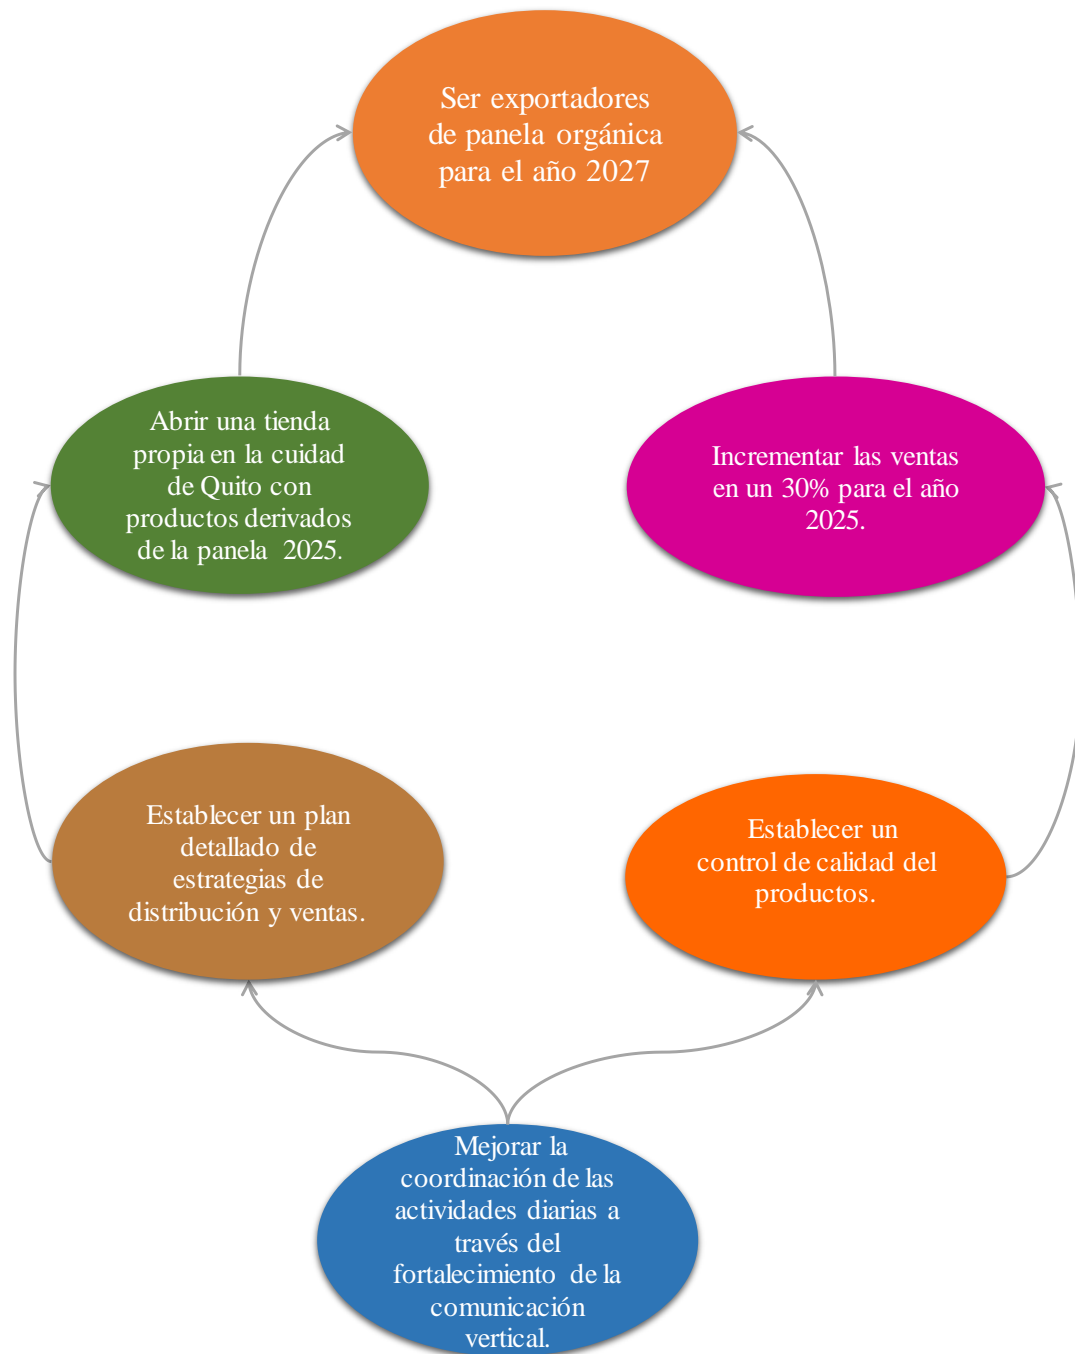 Ser exportadores
de panela orgánica
para el año 2027
Abrir una tienda
propia en la cuidad
de Quito con
productos derivados
de la panela 2025.
Incrementar las ventas
en un 30% para el año
2025.
Establecer un plan
detallado de
estrategias de
distribución y ventas.
Establecer un
control de calidad del
productos.
Mejorar la
coordinación de las
actividades diarias a
través del
fortalecimiento de la
comunicación
vertical.